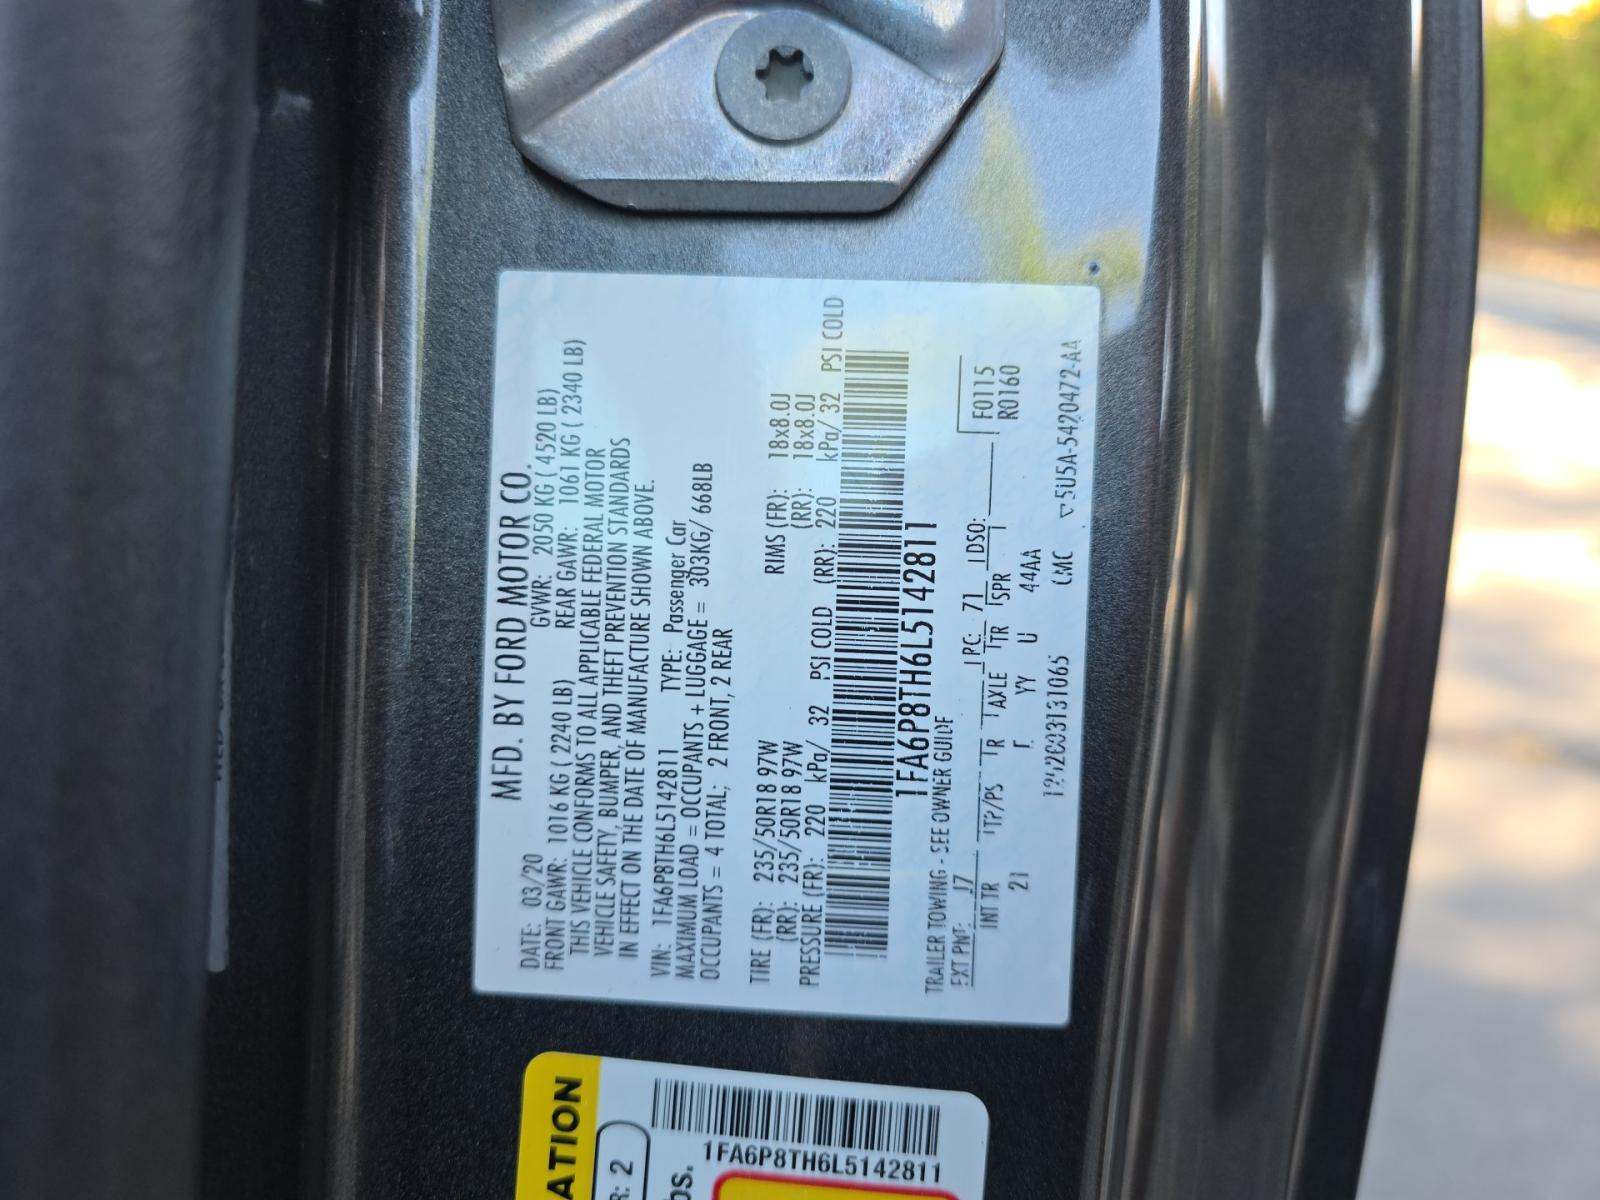 MFD. BY FORD MOTOR CO.
DATE: 03/20 GVWR: 2050 KG ( 4520 LB)
FRONT GAWR: 1016 KG ( 2240 LB) REAR GAWR: 1061 KG ( 2340 LB)
THIS VEHICLE CONFORMS TO ALL APPLICABLE FEDERAL MOTOR
VEHICLE SAFETY, BUMPER, AND THEFT PREVENTION STANDARDS
IN EFFECT ON THE DATE OF MANUFACTURE SHOWN ABOVE.
VIN: 1FA6P8TH6L5142811 TYPE: Passenger Car
MAXIMUM LOAD = OCCUPANTS + LUGGAGE = 303KG/ 668LB
OCCUPANTS = 4 TOTAL; 2 FRONT, 2 REAR
TIRE (FR): 235/50R18 97W RIMS (FR): 18x8.0J
(RR): 235/50R18 97W (RR): 18x8.0J
PRESSURE (FR): 220 kPa/ 32 PSI COLD (RR): 220 kPa/ 32 PSI COLD
1FA6P8TH6L5142811
TRAILER TOWING - SEE OWNER GUIDE
EXT PNT: J7 RC: 71 DSO: F0115
INT TR TP/PS R AXLE TR SPR R0160
21 YY U 44AA
CMC 5U5A-5420472-AA
ATION
R: 2
1FA6P8TH6L5142811